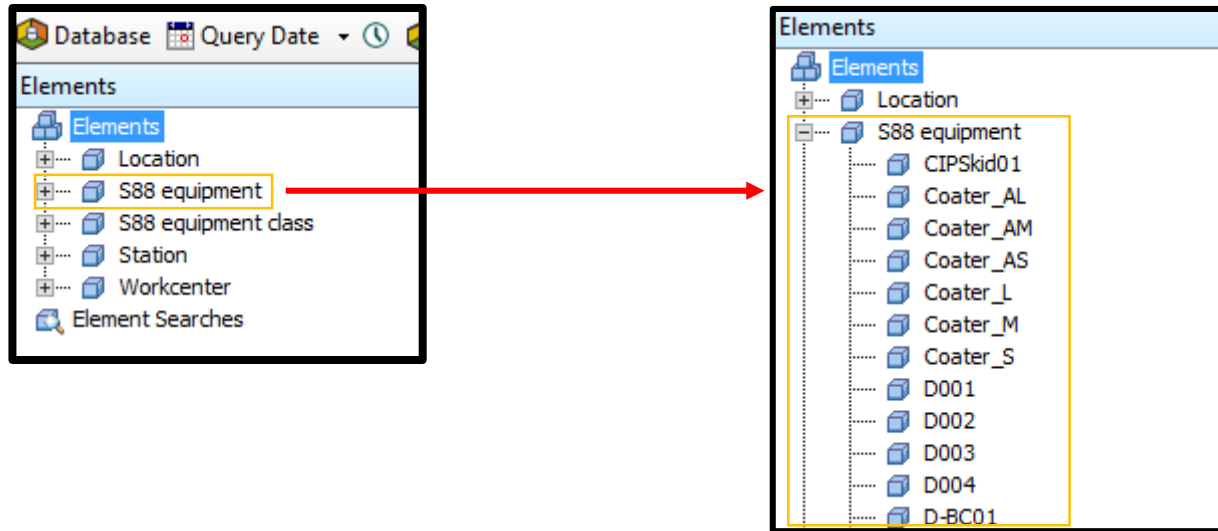 Database Query Date
Elements
Elements
Location
S88 equipment
S88 equipment class
Station
Workcenter
Element Searches
Elements
Elements
Location
S88 equipment
CIPSkid01
Coater_AL
Coater_AM
Coater_AS
Coater_L
Coater_M
Coater_S
D001
D002
D003
D004
D-BC01